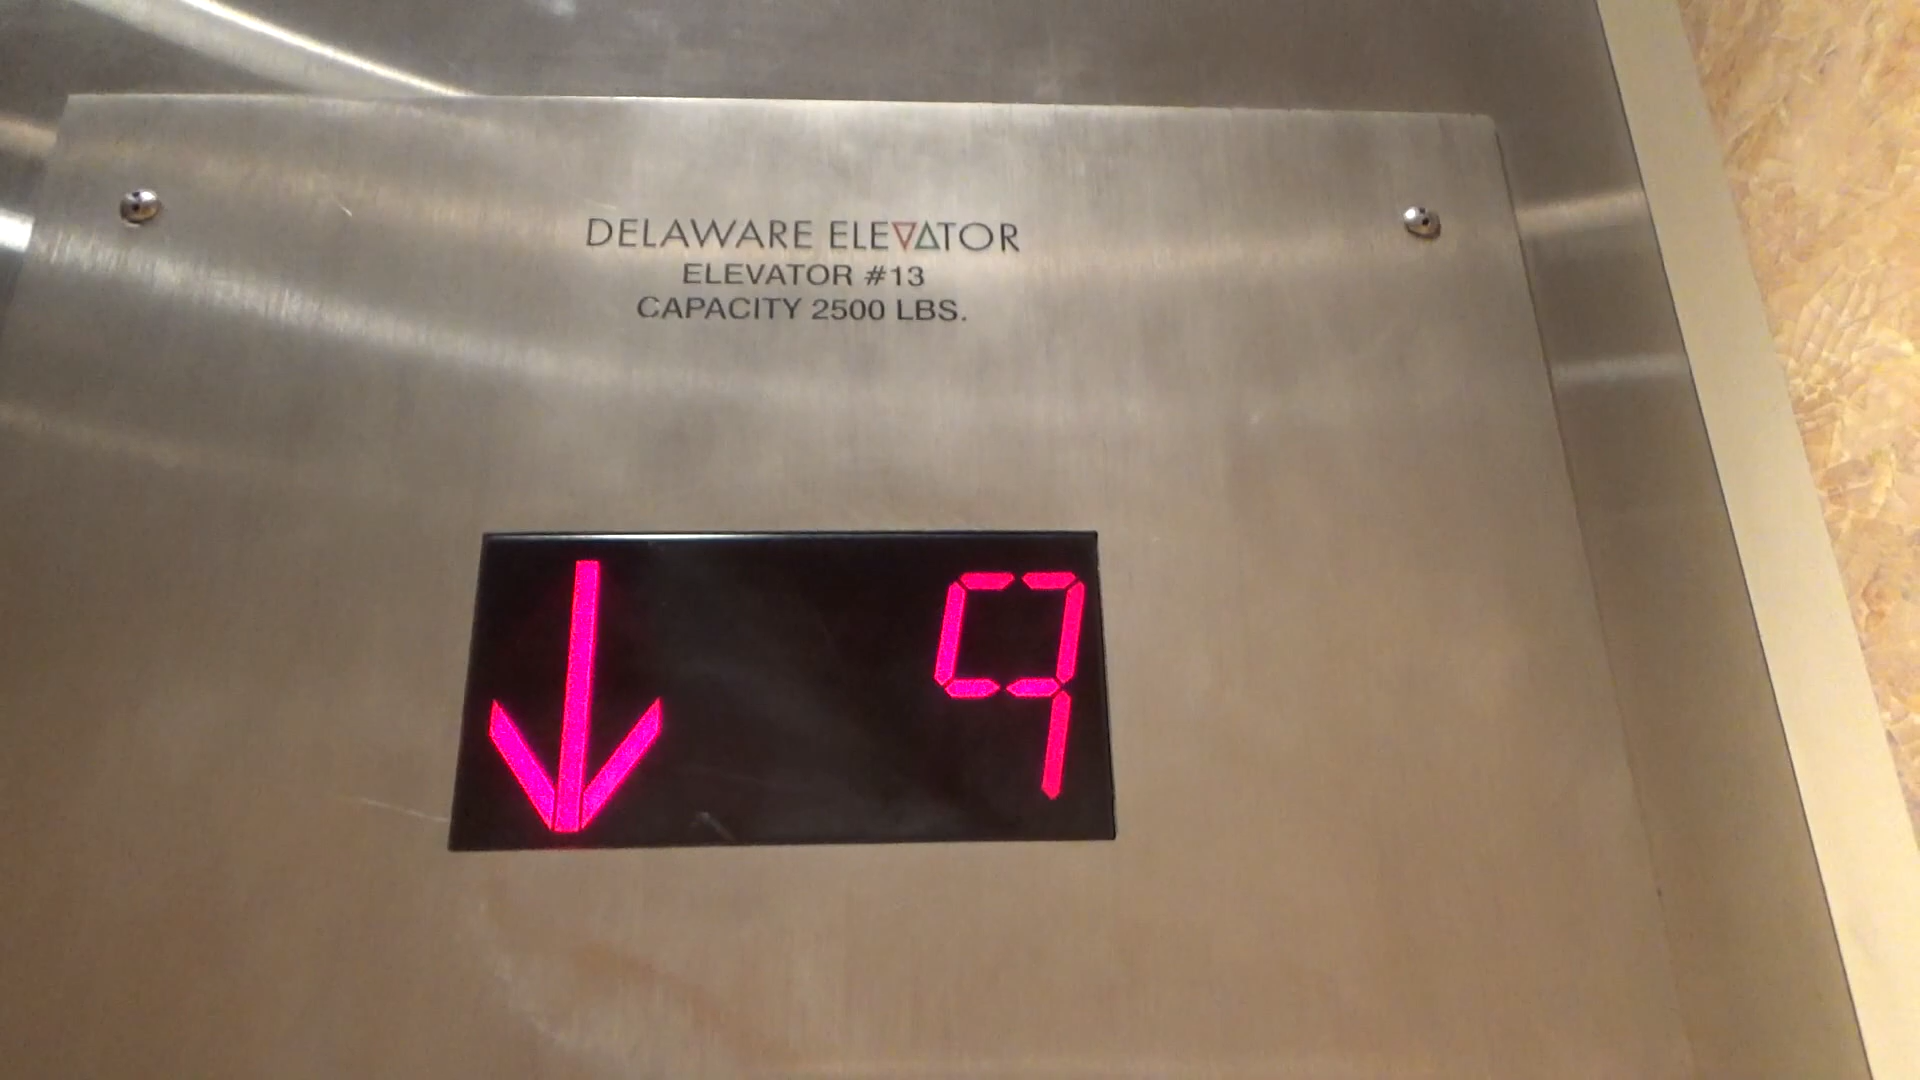 DELAWARE ELEVATOR
ELEVATOR #13
CAPACITY 2500 LBS.
↓ 9